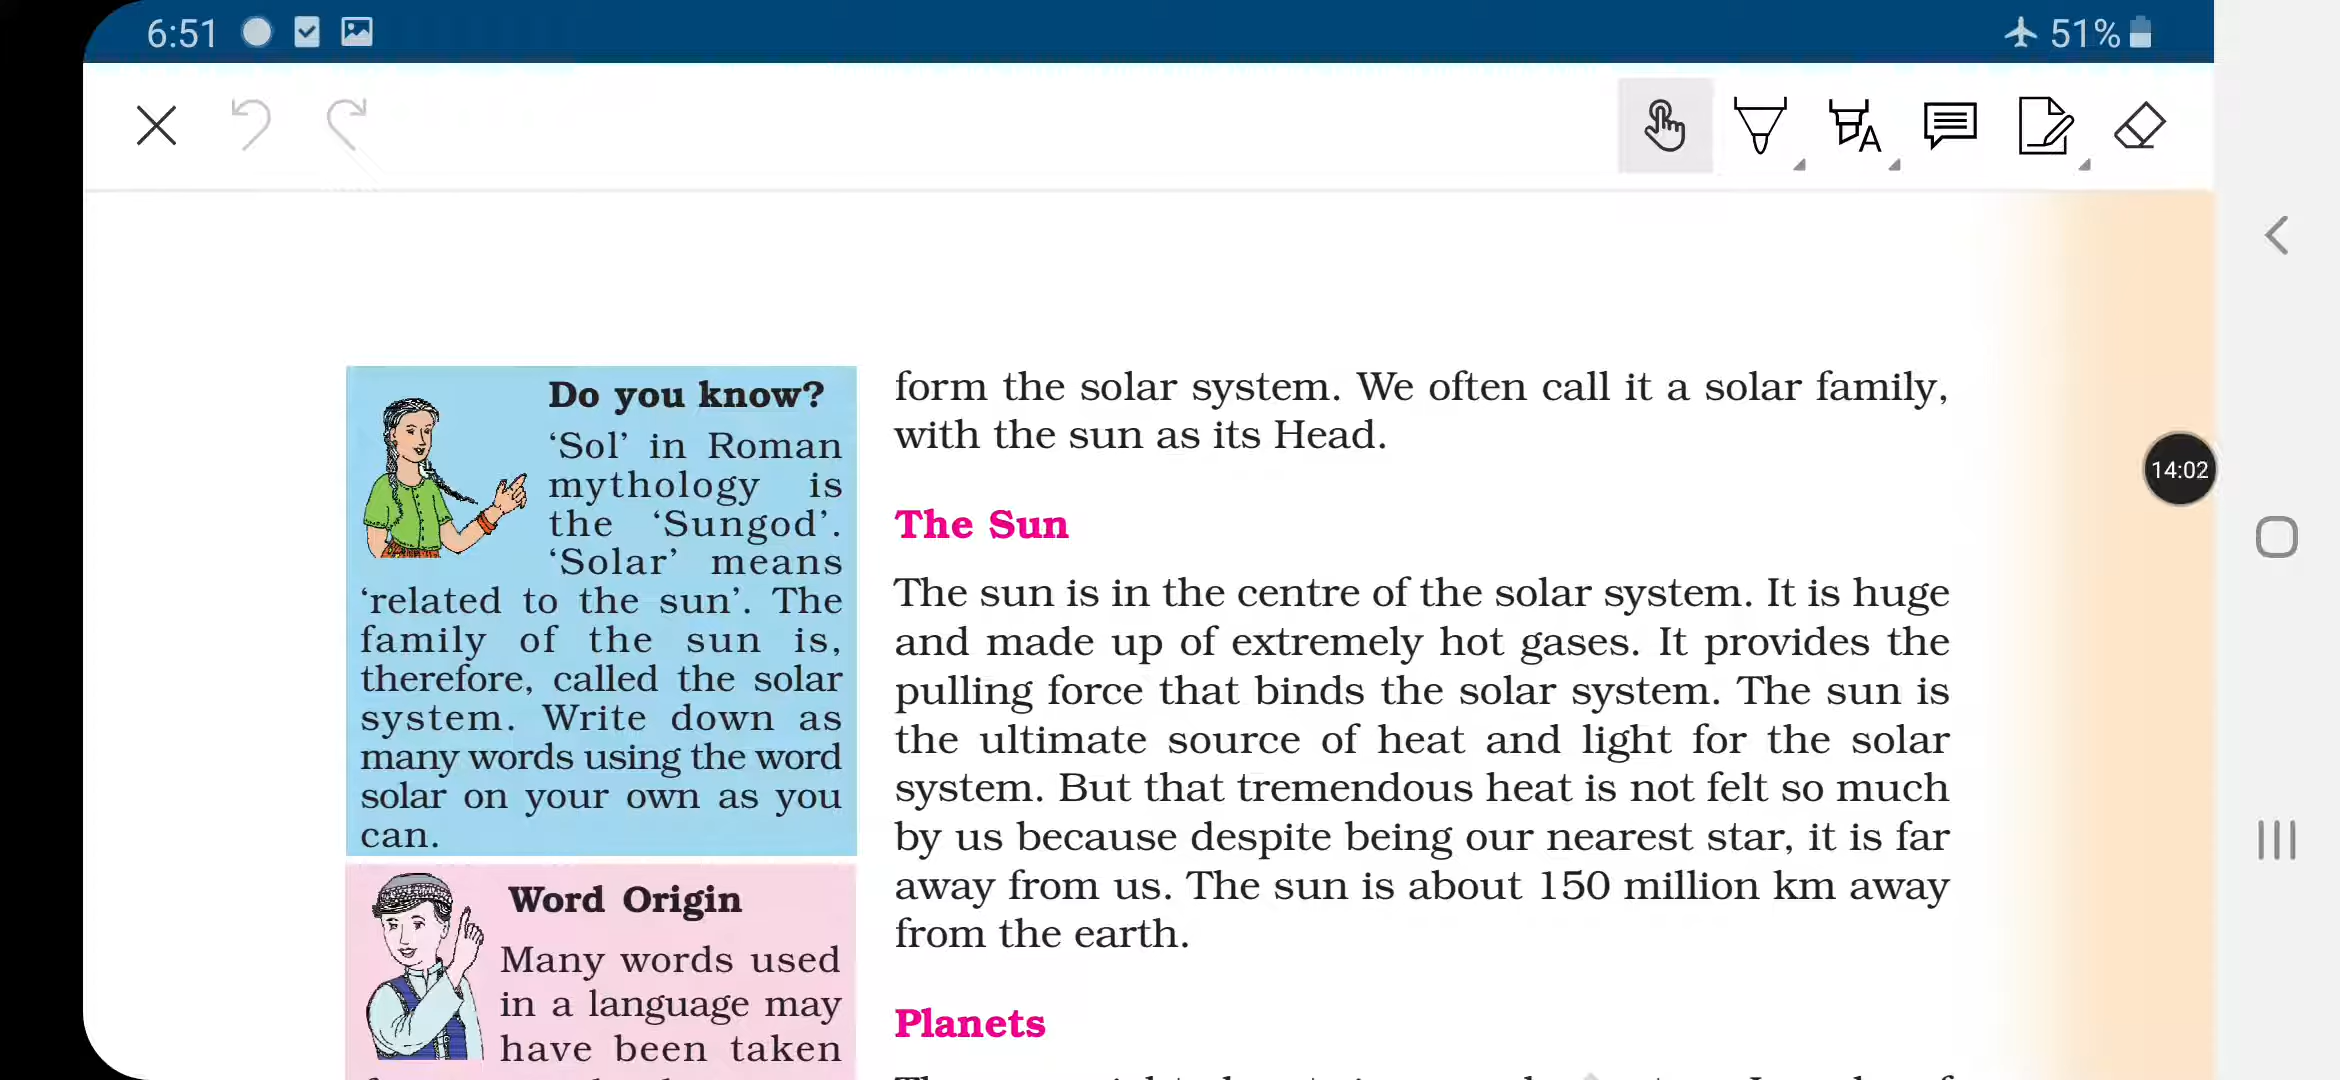 6:51
51%
Do you know?
‘Sol’ in Roman
mythology is
the ‘Sungod’.
‘Solar’ means
‘related to the sun’. The
family of the sun is,
therefore, called the solar
system. Write down as
many words using the word
solar on your own as you
can.
Word Origin
Many words used
in a language may
have been taken
form the solar system. We often call it a solar family,
with the sun as its Head.
The Sun
The sun is in the centre of the solar system. It is huge
and made up of extremely hot gases. It provides the
pulling force that binds the solar system. The sun is
the ultimate source of heat and light for the solar
system. But that tremendous heat is not felt so much
by us because despite being our nearest star, it is far
away from us. The sun is about 150 million km away
from the earth.
Planets
14:02